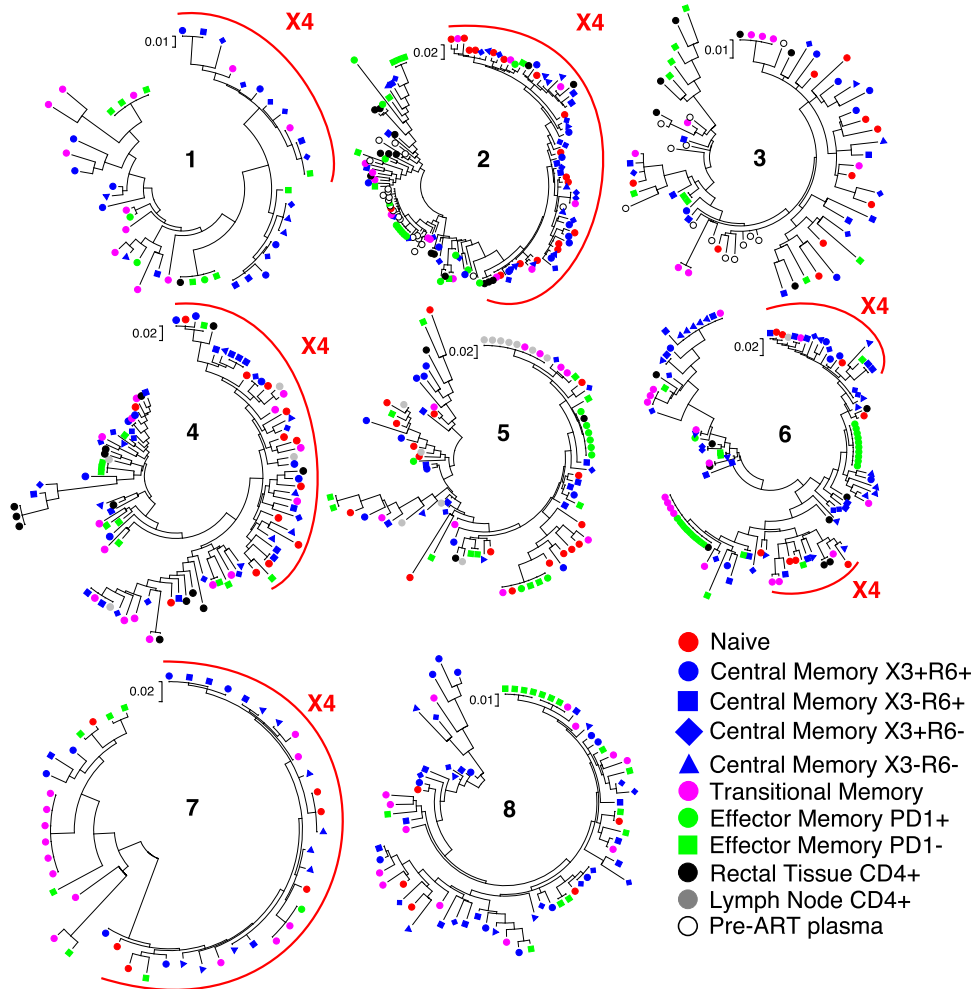 X4
0.01
1
X4
0.02
2
0.01
3
X4
0.02
4
0.02
5
X4
0.02
6
X4
X4
0.02
7
0.01
8
Naive
Central Memory X3+R6+
Central Memory X3-R6+
Central Memory X3+R6-
Central Memory X3-R6-
Transitional Memory
Effector Memory PD1+
Effector Memory PD1-
Rectal Tissue CD4+
Lymph Node CD4+
Pre-ART plasma